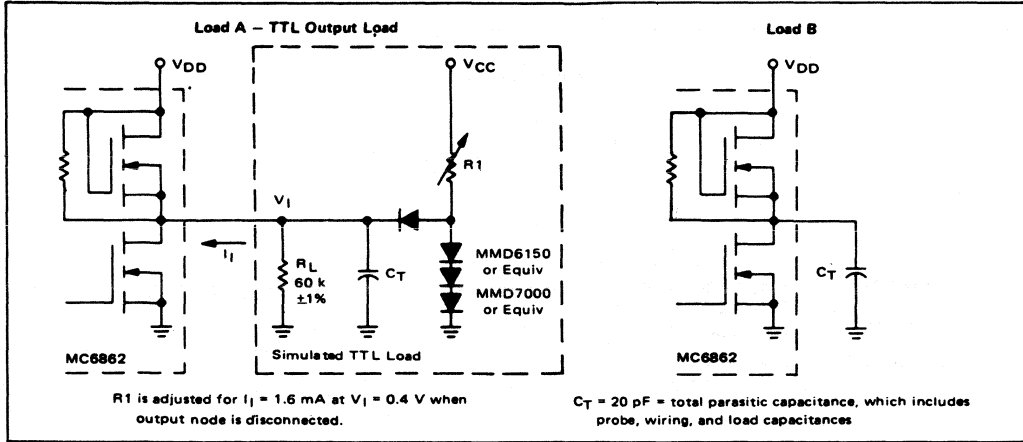 Load A – TTL Output Load
Load B
VDD
VCC
VDD
R1
VI
II
RL
60 k
±1%
CT
MMD6150
or Equiv
MMD7000
or Equiv
CT
MC6862
Simulated TTL Load
MC6862
R1 is adjusted for II = 1.6 mA at VI = 0.4 V when
output node is disconnected.
CT = 20 pF = total parasitic capacitance, which includes
probe, wiring, and load capacitances